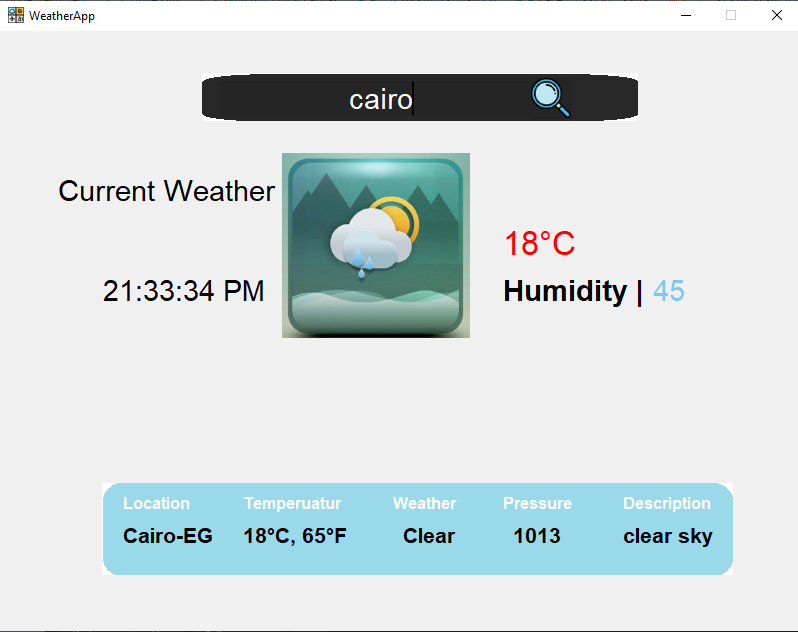 WeatherApp
cairo
Current Weather
18°C
21:33:34 PM
Humidity | 45
Location Temperuatur Weather Pressure Description
Cairo-EG 18°C, 65°F Clear 1013 clear sky